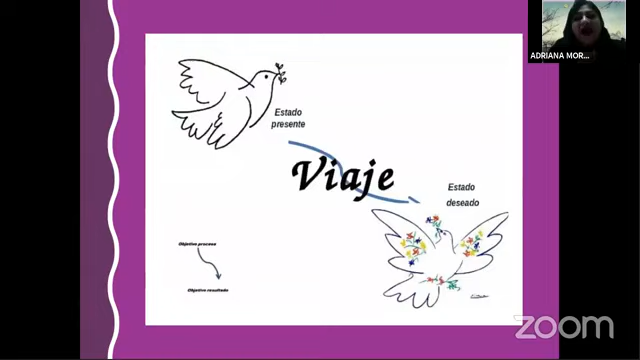 ADRIANA MOR...
Estado
presente
Viaje
Estado
deseado
Objetivo proceso
Objetivo resultado
zoom